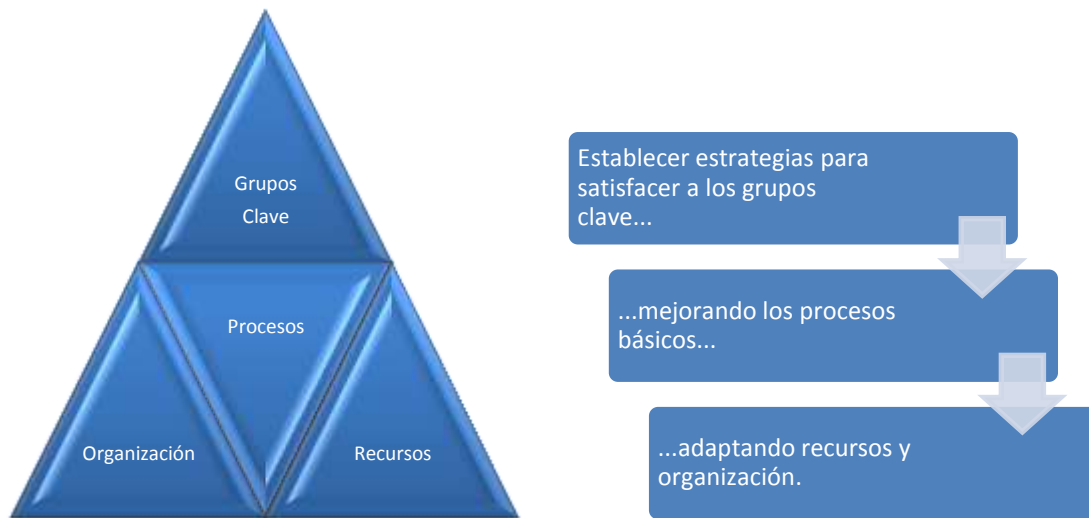 Grupos
Clave
Procesos
Organización
Recursos
Establecer estrategias para
satisfacer a los grupos
clave...
...mejorando los procesos
básicos...
...adaptando recursos y
organización.